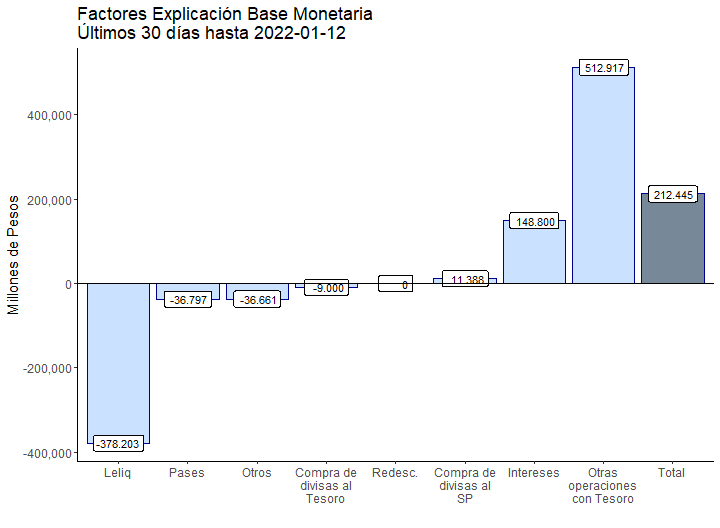 Factores Explicación Base Monetaria
Últimos 30 días hasta 2022-01-12
Millones de Pesos
400,000
200,000
0
-200,000
-400,000
-378.203
-36.797
-36.661
-9.000
0
11.388
148.800
512.917
212.445
Leliq
Pases
Otros
Compra de
divisas al
Tesoro
Redesc.
Compra de
divisas al
SP
Intereses
Otras
operaciones
con Tesoro
Total